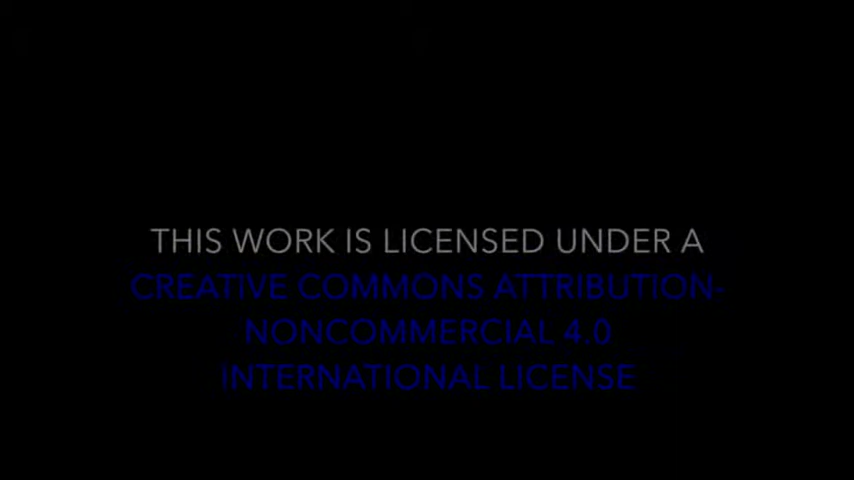 THIS WORK IS LICENSED UNDER A
CREATIVE COMMONS ATTRIBUTION-
NONCOMMERCIAL 4.0
INTERNATIONAL LICENSE